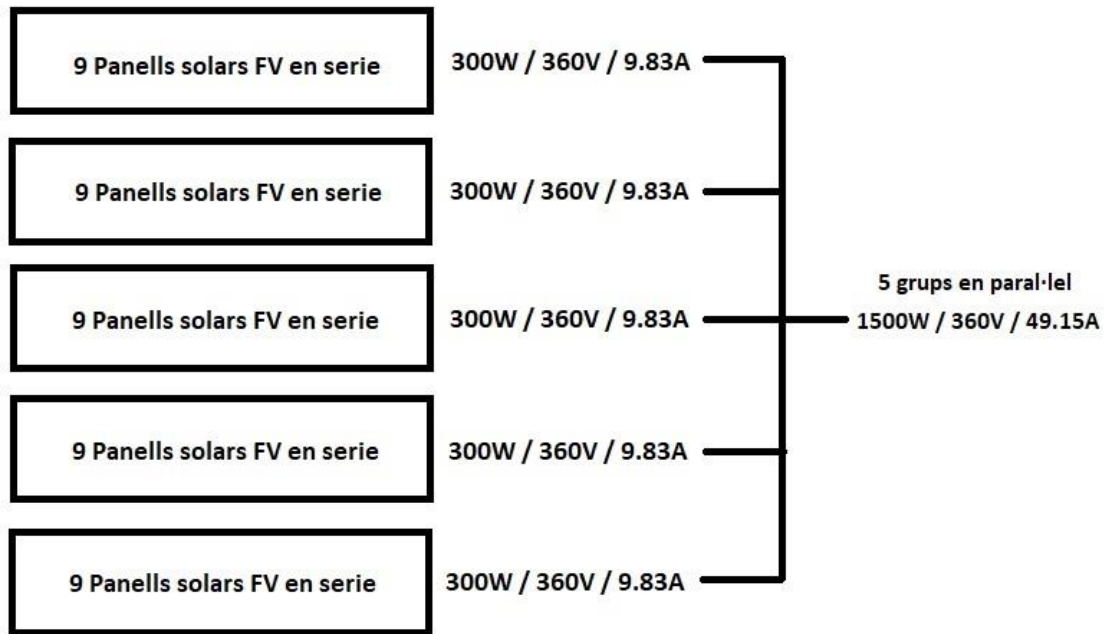 9 Panells solars FV en serie 300W / 360V / 9.83A
9 Panells solars FV en serie 300W / 360V / 9.83A
9 Panells solars FV en serie 300W / 360V / 9.83A
9 Panells solars FV en serie 300W / 360V / 9.83A
9 Panells solars FV en serie 300W / 360V / 9.83A
5 grups en paral·lel
1500W / 360V / 49.15A